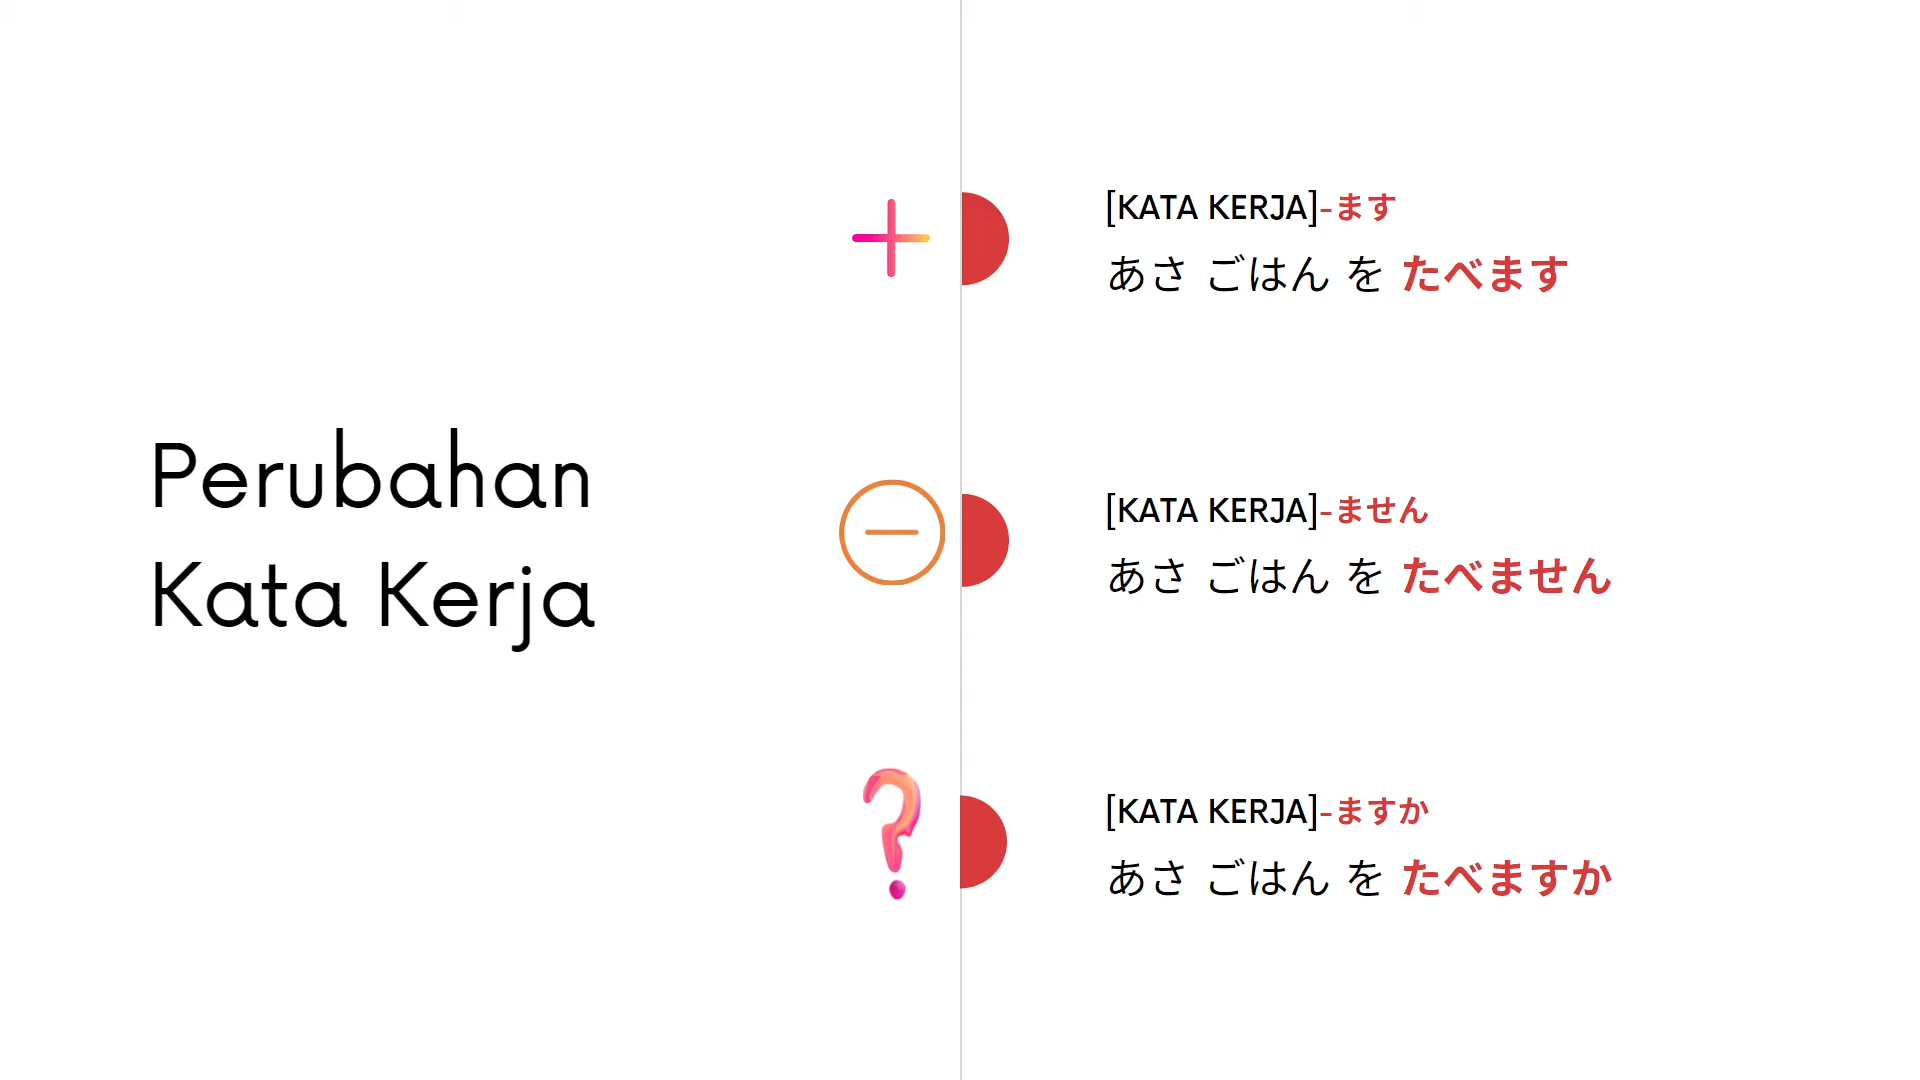 Perubahan
Kata Kerja
[KATA KERJA]-ます
あさ ごはん を たべます
[KATA KERJA]-ません
あさ ごはん を たべません
[KATA KERJA]-ますか
あさ ごはん を たべますか